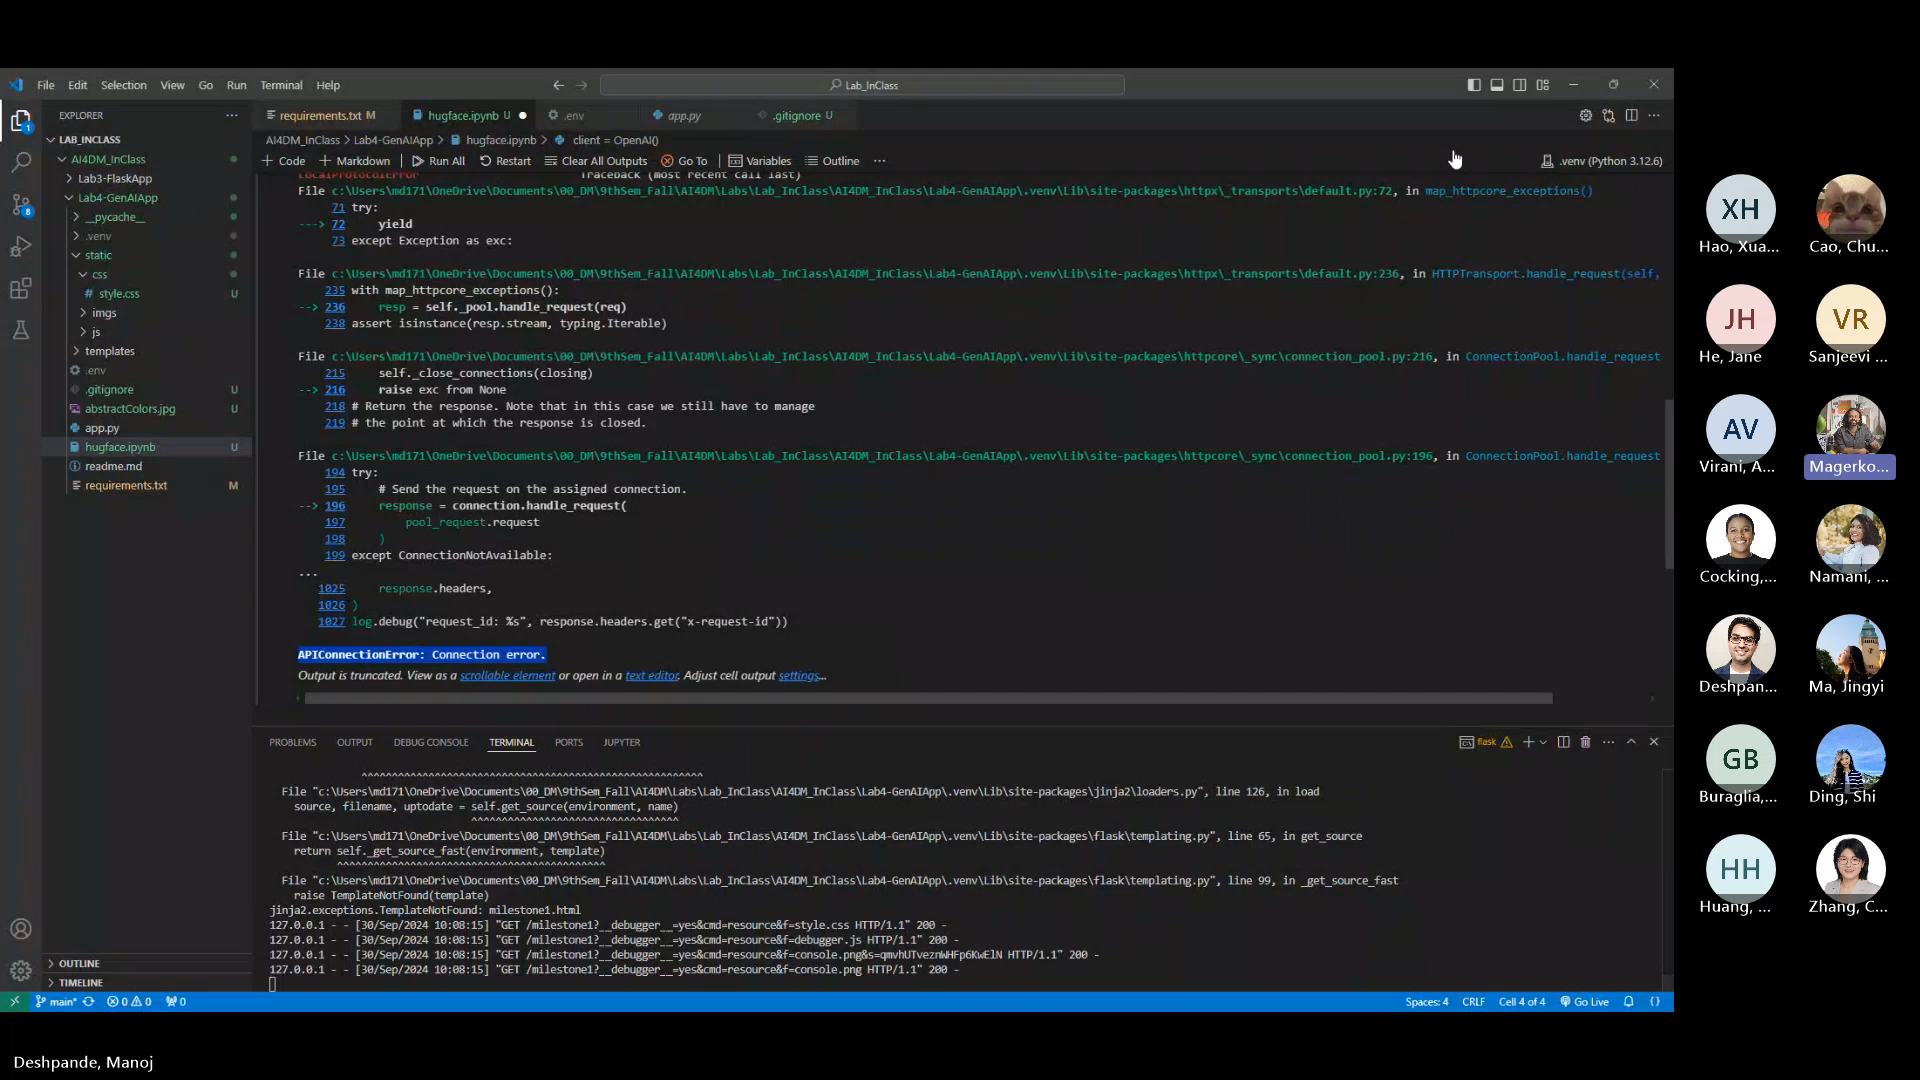 File Edit Selection View Go Run Terminal Help
Lab_InClass
EXPLORER
LAB_INCLASS
AI4DM_InClass
Lab3-FlaskApp
Lab4-GenAIApp
__pycache__
.venv
static
css
# style.css U
imgs
js
templates
.env
.gitignore U
abstractColors.jpg U
app.py
hugface.ipynb U
readme.md
requirements.txt M
OUTLINE
TIMELINE
requirements.txt M hugface.ipynb U .env app.py .gitignore U
AI4DM_InClass > Lab4-GenAIApp > hugface.ipynb > client = OpenAI()
+ Code + Markdown Run All Restart Clear All Outputs Go To Variables Outline ... .venv (Python 3.12.6)
LocalProtocolError Traceback (most recent call last)
File c:\Users\md171\OneDrive\Documents\00_DM\9thSem_Fall\AI4DM\Labs\Lab_InClass\AI4DM_InClass\Lab4-GenAIApp\.venv\Lib\site-packages\httpx\_transports\default.py:72, in map_httpcore_exceptions()
71 try:
---> 72 yield
73 except Exception as exc:
File c:\Users\md171\OneDrive\Documents\00_DM\9thSem_Fall\AI4DM\Labs\Lab_InClass\AI4DM_InClass\Lab4-GenAIApp\.venv\Lib\site-packages\httpx\_transports\default.py:236, in HTTPTransport.handle_request(self,
235 with map_httpcore_exceptions():
--> 236 resp = self._pool.handle_request(req)
238 assert isinstance(resp.stream, typing.Iterable)
File c:\Users\md171\OneDrive\Documents\00_DM\9thSem_Fall\AI4DM\Labs\Lab_InClass\AI4DM_InClass\Lab4-GenAIApp\.venv\Lib\site-packages\httpcore\_sync\connection_pool.py:216, in ConnectionPool.handle_request
215 self._close_connections(closing)
--> 216 raise exc from None
218 # Return the response. Note that in this case we still have to manage
219 # the point at which the response is closed.
File c:\Users\md171\OneDrive\Documents\00_DM\9thSem_Fall\AI4DM\Labs\Lab_InClass\AI4DM_InClass\Lab4-GenAIApp\.venv\Lib\site-packages\httpcore\_sync\connection_pool.py:196, in ConnectionPool.handle_request
194 try:
195 # Send the request on the assigned connection.
--> 196 response = connection.handle_request(
197 pool_request.request
198 )
199 except ConnectionNotAvailable:
...
1025 response.headers,
1026 )
1027 log.debug("request_id: %s", response.headers.get("x-request-id"))
APIConnectionError: Connection error.
Output is truncated. View as a scrollable element or open in a text editor. Adjust cell output settings...
PROBLEMS OUTPUT DEBUG CONSOLE TERMINAL PORTS JUPYTER
flask
^^^^^^^^^^^^^^^^^^^^^^^^^^^^^^^^^^^^^^^^^^^^^^^^^^^^^^^
File "c:\Users\md171\OneDrive\Documents\00_DM\9thSem_Fall\AI4DM\Labs\Lab_InClass\AI4DM_InClass\Lab4-GenAIApp\.venv\Lib\site-packages\jinja2\loaders.py", line 126, in load
source, filename, uptodate = self.get_source(environment, name)
^^^^^^^^^^^^^^^^^^^^^^^^^^^^^^^^^^
File "c:\Users\md171\OneDrive\Documents\00_DM\9thSem_Fall\AI4DM\Labs\Lab_InClass\AI4DM_InClass\Lab4-GenAIApp\.venv\Lib\site-packages\flask\templating.py", line 65, in get_source
return self._get_source_fast(environment, template)
^^^^^^^^^^^^^^^^^^^^^^^^^^^^^^^^^^^^^^^^^^^^
File "c:\Users\md171\OneDrive\Documents\00_DM\9thSem_Fall\AI4DM\Labs\Lab_InClass\AI4DM_InClass\Lab4-GenAIApp\.venv\Lib\site-packages\flask\templating.py", line 99, in _get_source_fast
raise TemplateNotFound(template)
jinja2.exceptions.TemplateNotFound: milestone1.html
127.0.0.1 - - [30/Sep/2024 10:08:15] "GET /milestone1?__debugger__=yes&cmd=resource&f=style.css HTTP/1.1" 200 -
127.0.0.1 - - [30/Sep/2024 10:08:15] "GET /milestone1?__debugger__=yes&cmd=resource&f=debugger.js HTTP/1.1" 200 -
127.0.0.1 - - [30/Sep/2024 10:08:15] "GET /milestone1?__debugger__=yes&cmd=resource&f=console.png&s=qmvhUTveznWHFp6KwElN HTTP/1.1" 200 -
127.0.0.1 - - [30/Sep/2024 10:08:15] "GET /milestone1?__debugger__=yes&cmd=resource&f=console.png HTTP/1.1" 200 -
main* 0 0 0 Spaces: 4 CRLF Cell 4 of 4 Go Live {}
XH
Hao, Xua... Cao, Chu...
JH VR
He, Jane Sanjeevi ...
AV
Virani, A... Magerko...
Cocking,... Namani, ...
Deshpan... Ma, Jingyi
GB
Buraglia,... Ding, Shi
HH
Huang, ... Zhang, C...
Deshpande, Manoj